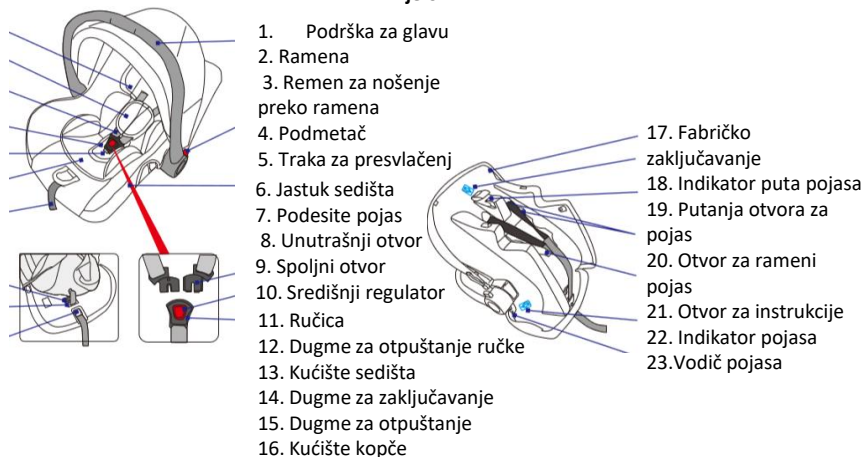 1. Podrška za glavu
2. Ramena
3. Remen za nošenje
preko ramena
4. Podmetač
5. Traka za presvlačenj
6. Jastuk sedišta
7. Podesite pojas
8. Unutrašnji otvor
9. Spoljni otvor
10. Središnji regulator
11. Ručica
12. Dugme za otpuštanje ručke
13. Kućište sedišta
14. Dugme za zaključavanje
15. Dugme za otpuštanje
16. Kućište kopče
17. Fabričko
zaključavanje
18. Indikator puta pojasa
19. Putanja otvora za
pojas
20. Otvor za rameni
pojas
21. Otvor za instrukcije
22. Indikator pojasa
23.Vodič pojasa